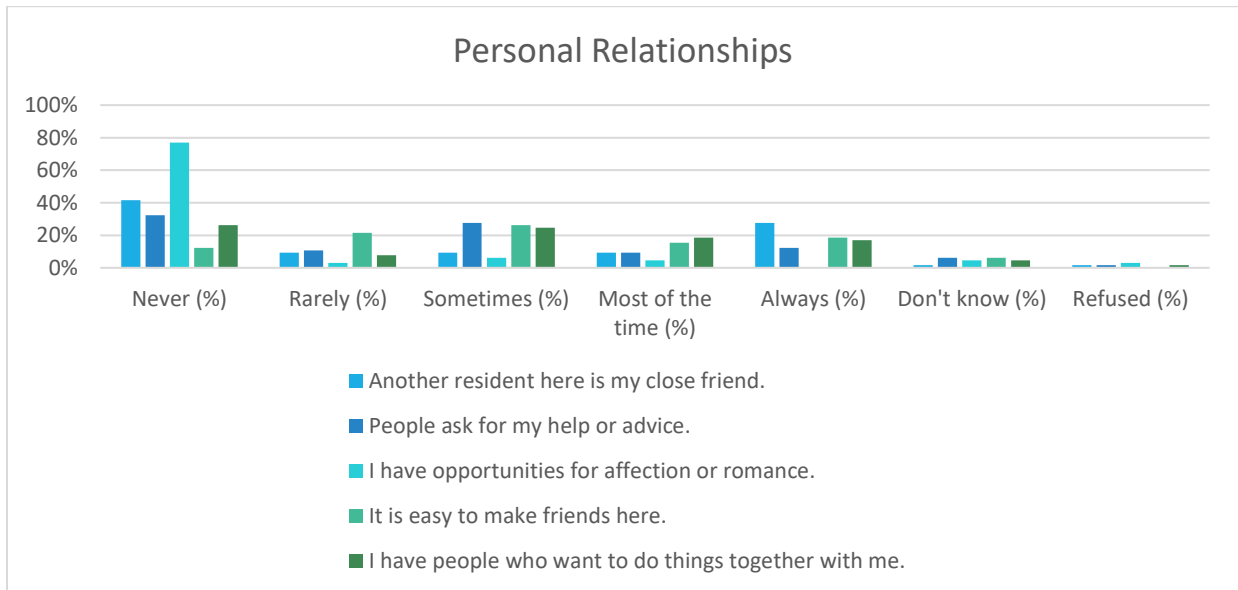 Personal Relationships
100%
80%
60%
40%
20%
0%
Never (%)
Rarely (%)
Sometimes (%)
Most of the
time (%)
Always (%)
Don't know (%)
Refused (%)
Another resident here is my close friend.
People ask for my help or advice.
I have opportunities for affection or romance.
It is easy to make friends here.
I have people who want to do things together with me.